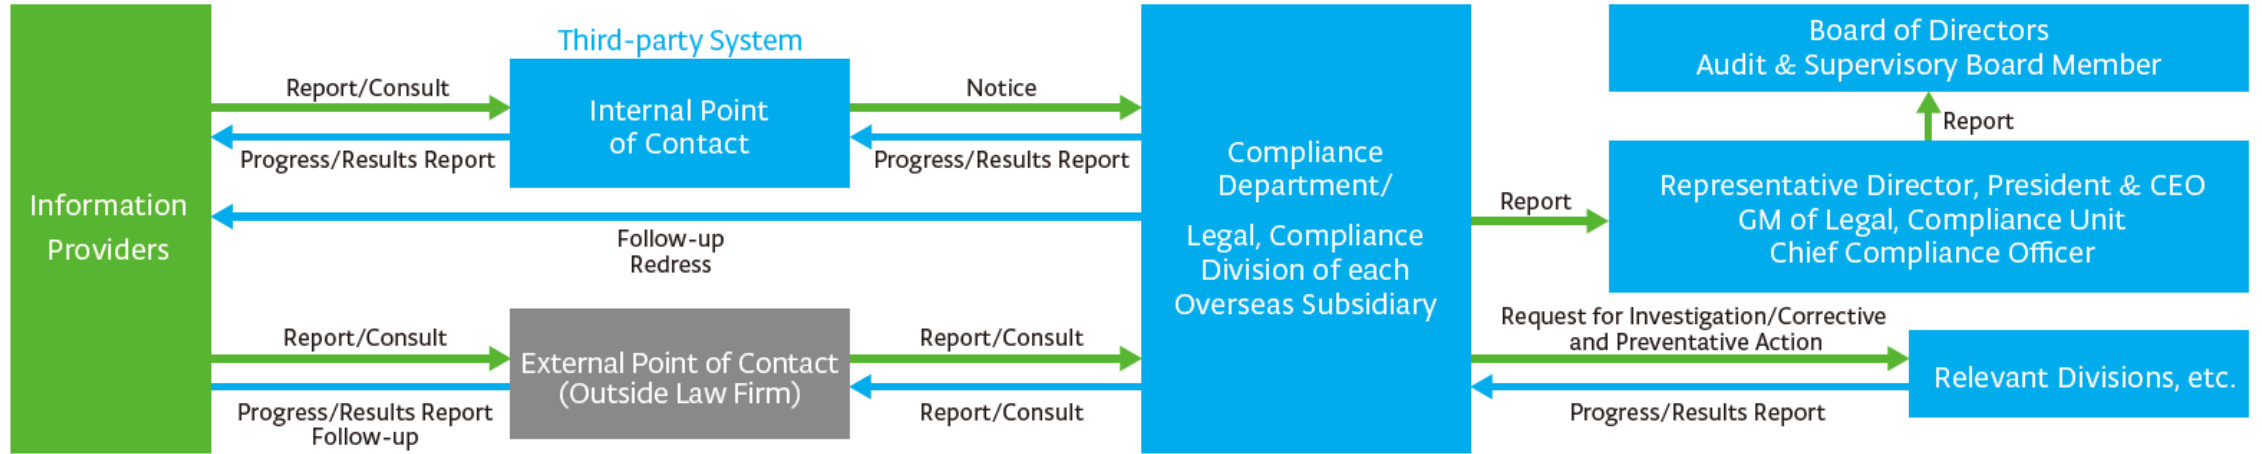 Information
Providers
Report/Consult
Progress/Results Report
Third-party System
Internal Point
of Contact
Notice
Progress/Results Report
Follow-up
Redress
Report/Consult
Progress/Results Report
Follow-up
External Point of Contact
(Outside Law Firm)
Report/Consult
Report/Consult
Compliance
Department/
Legal, Compliance
Division of each
Overseas Subsidiary
Report
Board of Directors
Audit & Supervisory Board Member
Report
Representative Director, President & CEO
GM of Legal, Compliance Unit
Chief Compliance Officer
Request for Investigation/Corrective
and Preventative Action
Progress/Results Report
Relevant Divisions, etc.